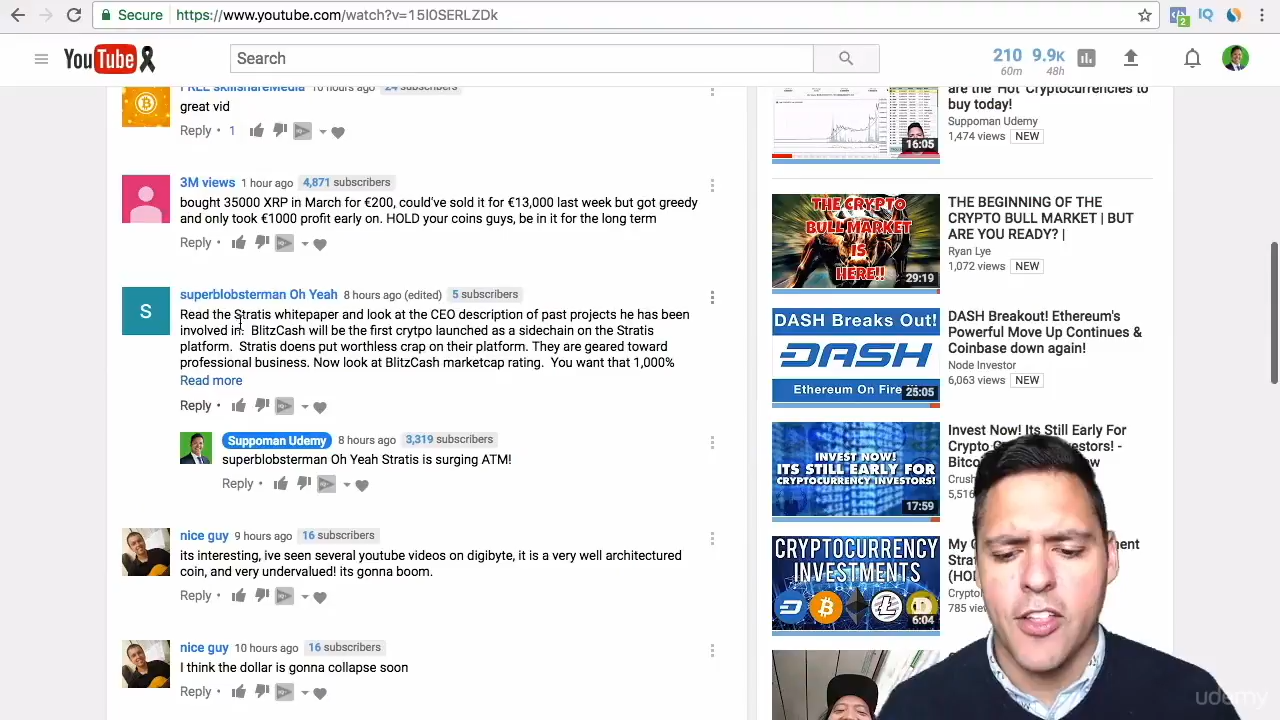 Secure https://www.youtube.com/watch?v=15I0SERLZDk
2
IQ
YouTube
Search
210
60m
9.9K
48h
great vid
Reply • 1
are the 'Hot' Cryptocurrencies to
buy today!
Suppoman Udemy
1,474 views NEW
16:05
3M views 1 hour ago 4,871 subscribers
bought 35000 XRP in March for €200, could've sold it for €13,000 last week but got greedy
and only took €1000 profit early on. HOLD your coins guys, be in it for the long term
Reply •
THE CRYPTO
BULL MARKET
IS
HERE!!
29:19
THE BEGINNING OF THE
CRYPTO BULL MARKET | BUT
ARE YOU READY? |
Ryan Lye
1,072 views NEW
S
superblobsterman Oh Yeah 8 hours ago (edited) 5 subscribers
Read the Stratis whitepaper and look at the CEO description of past projects he has been
involved in. BlitzCash will be the first crytpo launched as a sidechain on the Stratis
platform. Stratis doens put worthless crap on their platform. They are geared toward
professional business. Now look at BlitzCash marketcap rating. You want that 1,000%
Read more
Reply •
DASH Breaks Out!
DASH
Ethereum On Fire
25:05
DASH Breakout! Ethereum's
Powerful Move Up Continues &
Coinbase down again!
Node Investor
6,063 views NEW
Suppoman Udemy 8 hours ago 3,319 subscribers
superblobsterman Oh Yeah Stratis is surging ATM!
Reply •
INVEST NOW!
ITS STILL EARLY FOR
CRYPTOCURRENCY INVESTORS!
17:59
Invest Now! Its Still Early For
Crypto
Crush
5,516
nice guy 9 hours ago 16 subscribers
its interesting, ive seen several youtube videos on digibyte, it is a very well architectured
coin, and very undervalued! its gonna boom.
Reply •
CRYPTOCURRENCY
INVESTMENTS
6:04
My
Strat
(HOI
Crypto
785 view
nice guy 10 hours ago 16 subscribers
I think the dollar is gonna collapse soon
Reply •
udemy